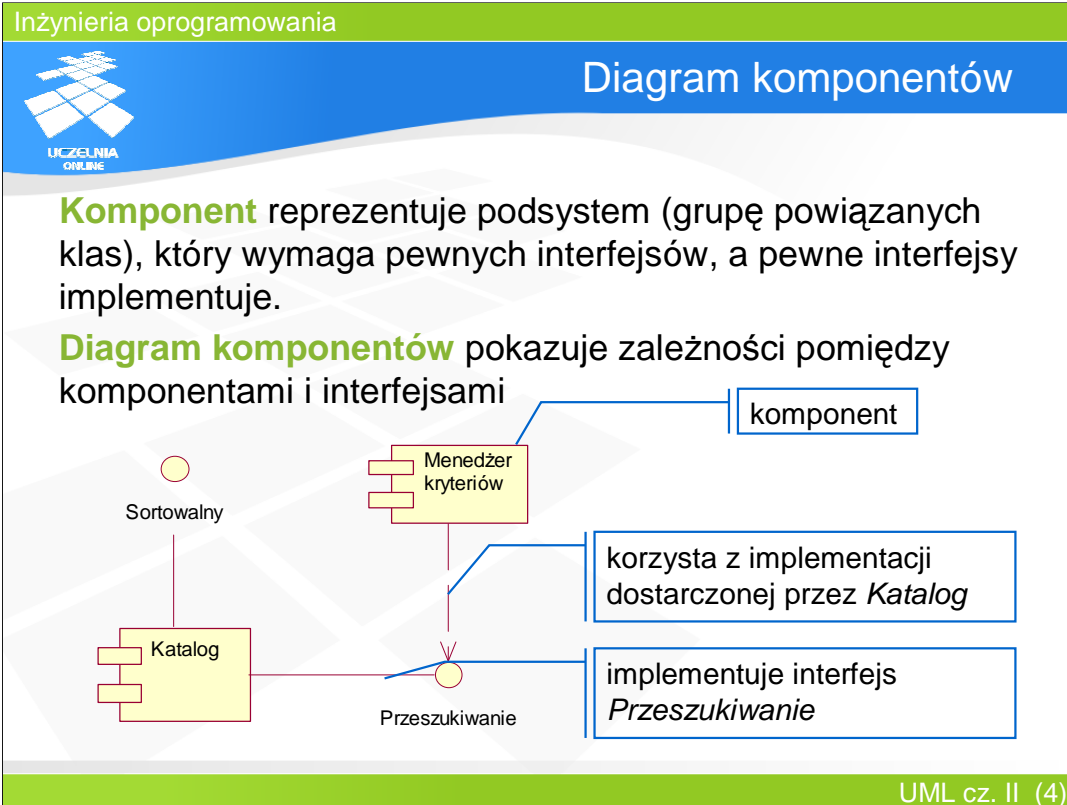 Inżynieria oprogramowania
Diagram komponentów
UCZELNIA
ONLINE
Komponent reprezentuje podsystem (grupę powiązanych
klas), który wymaga pewnych interfejsów, a pewne interfejsy
implementuje.
Diagram komponentów pokazuje zależności pomiędzy
komponentami i interfejsami
komponent
Menedżer
kryteriów
Sortowalny
korzysta z implementacji
dostarczonej przez Katalog
Katalog
implementuje interfejs
Przeszukiwanie
Przeszukiwanie
UML cz. II (4)